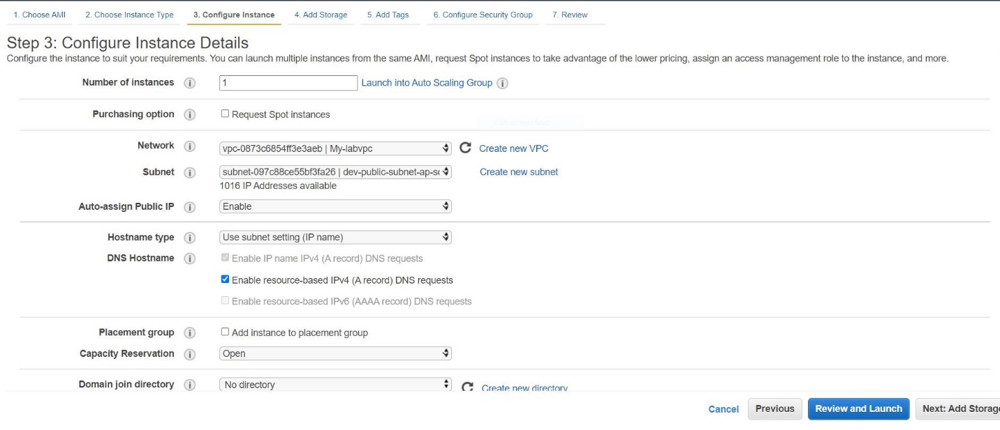 1. Choose AMI 2. Choose Instance Type 3. Configure Instance 4. Add Storage 5. Add Tags 6. Configure Security Group 7. Review
Step 3: Configure Instance Details
Configure the instance to suit your requirements. You can launch multiple instances from the same AMI, request Spot instances to take advantage of the lower pricing, assign an access management role to the instance, and more.
Number of instances i 1 Launch into Auto Scaling Group i
Purchasing option i Request Spot instances
Network i vpc-0873c6854ff3e3aeb | My-labvpc Create new VPC
Subnet i subnet-097c88ce55bf3fa26 | dev-public-subnet-ap-sc Create new subnet
1016 IP Addresses available
Auto-assign Public IP i Enable
Hostname type i Use subnet setting (IP name)
DNS Hostname i Enable IP name IPv4 (A record) DNS requests
Enable resource-based IPv4 (A record) DNS requests
Enable resource-based IPv6 (AAAA record) DNS requests
Placement group i Add instance to placement group
Capacity Reservation i Open
Domain join directory i No directory Create new directory
Cancel Previous Review and Launch Next: Add Storage